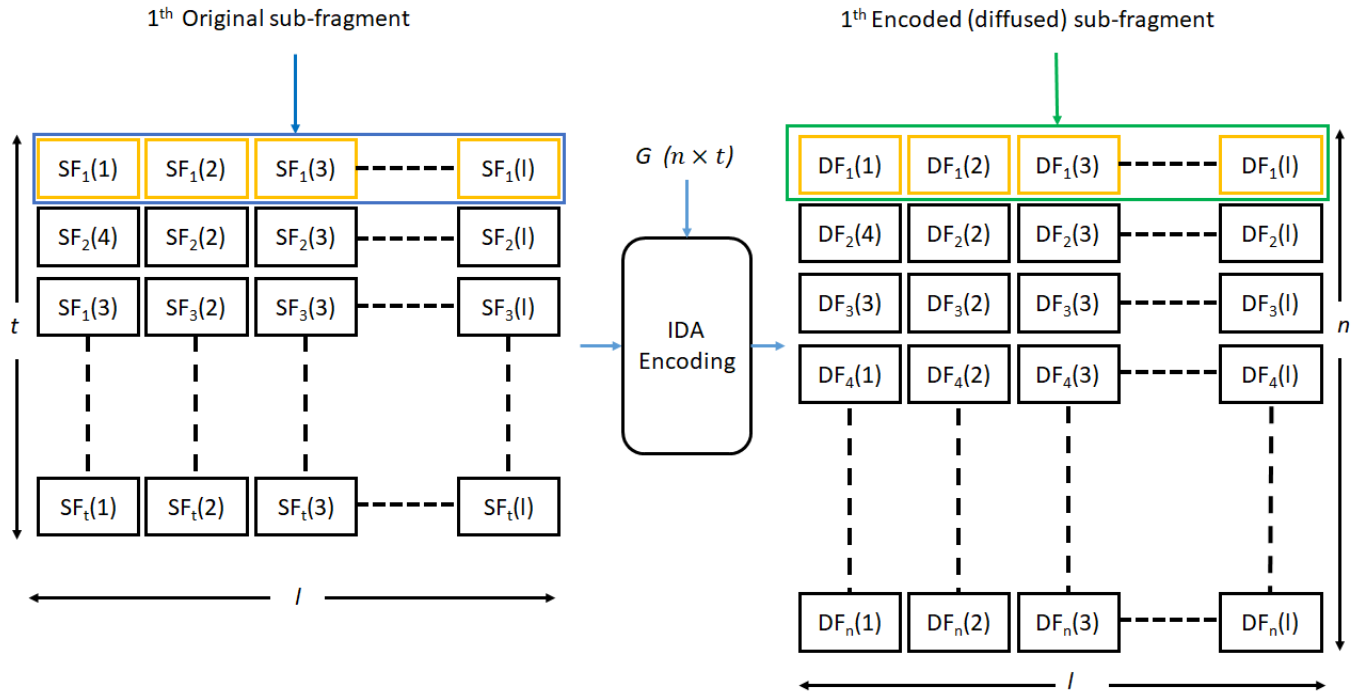 1th Original sub-fragment
1th Encoded (diffused) sub-fragment
SF1(1) SF1(2) SF1(3) SF1(l)
SF2(4) SF2(2) SF2(3) SF2(l)
SF1(3) SF3(2) SF3(3) SF3(l)
SFt(1) SFt(2) SFt(3) SFt(l)
t
l
G (n × t)
IDA
Encoding
DF1(1) DF1(2) DF1(3) DF1(l)
DF2(4) DF2(2) DF2(3) DF2(l)
DF3(3) DF3(2) DF3(3) DF3(l)
DF4(1) DF4(2) DF4(3) DF4(l)
DFn(1) DFn(2) DFn(3) DFn(l)
n
l